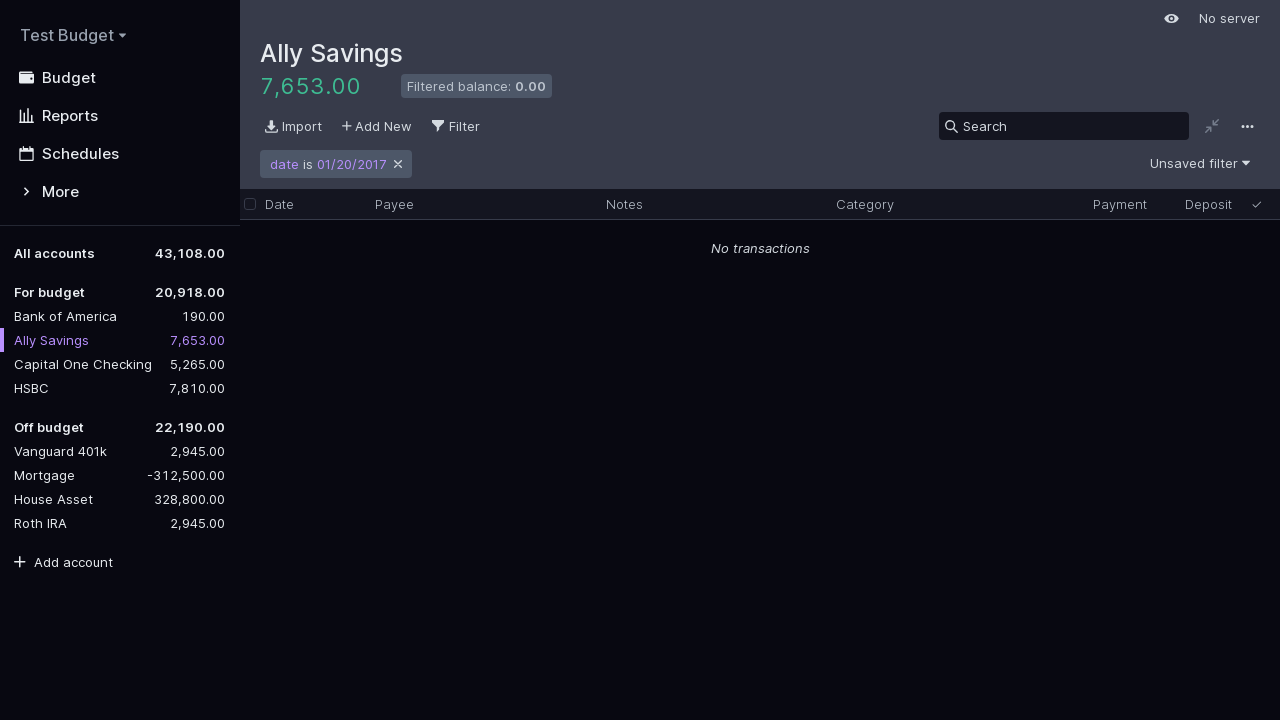 Test Budget
Budget
Reports
Schedules
More
All accounts 43,108.00
For budget 20,918.00
Bank of America 190.00
Ally Savings 7,653.00
Capital One Checking 5,265.00
HSBC 7,810.00
Off budget 22,190.00
Vanguard 401k 2,945.00
Mortgage -312,500.00
House Asset 328,800.00
Roth IRA 2,945.00
Add account
No server
Ally Savings
7,653.00 Filtered balance: 0.00
Import Add New Filter Search
date is 01/20/2017 Unsaved filter
Date Payee Notes Category Payment Deposit
No transactions